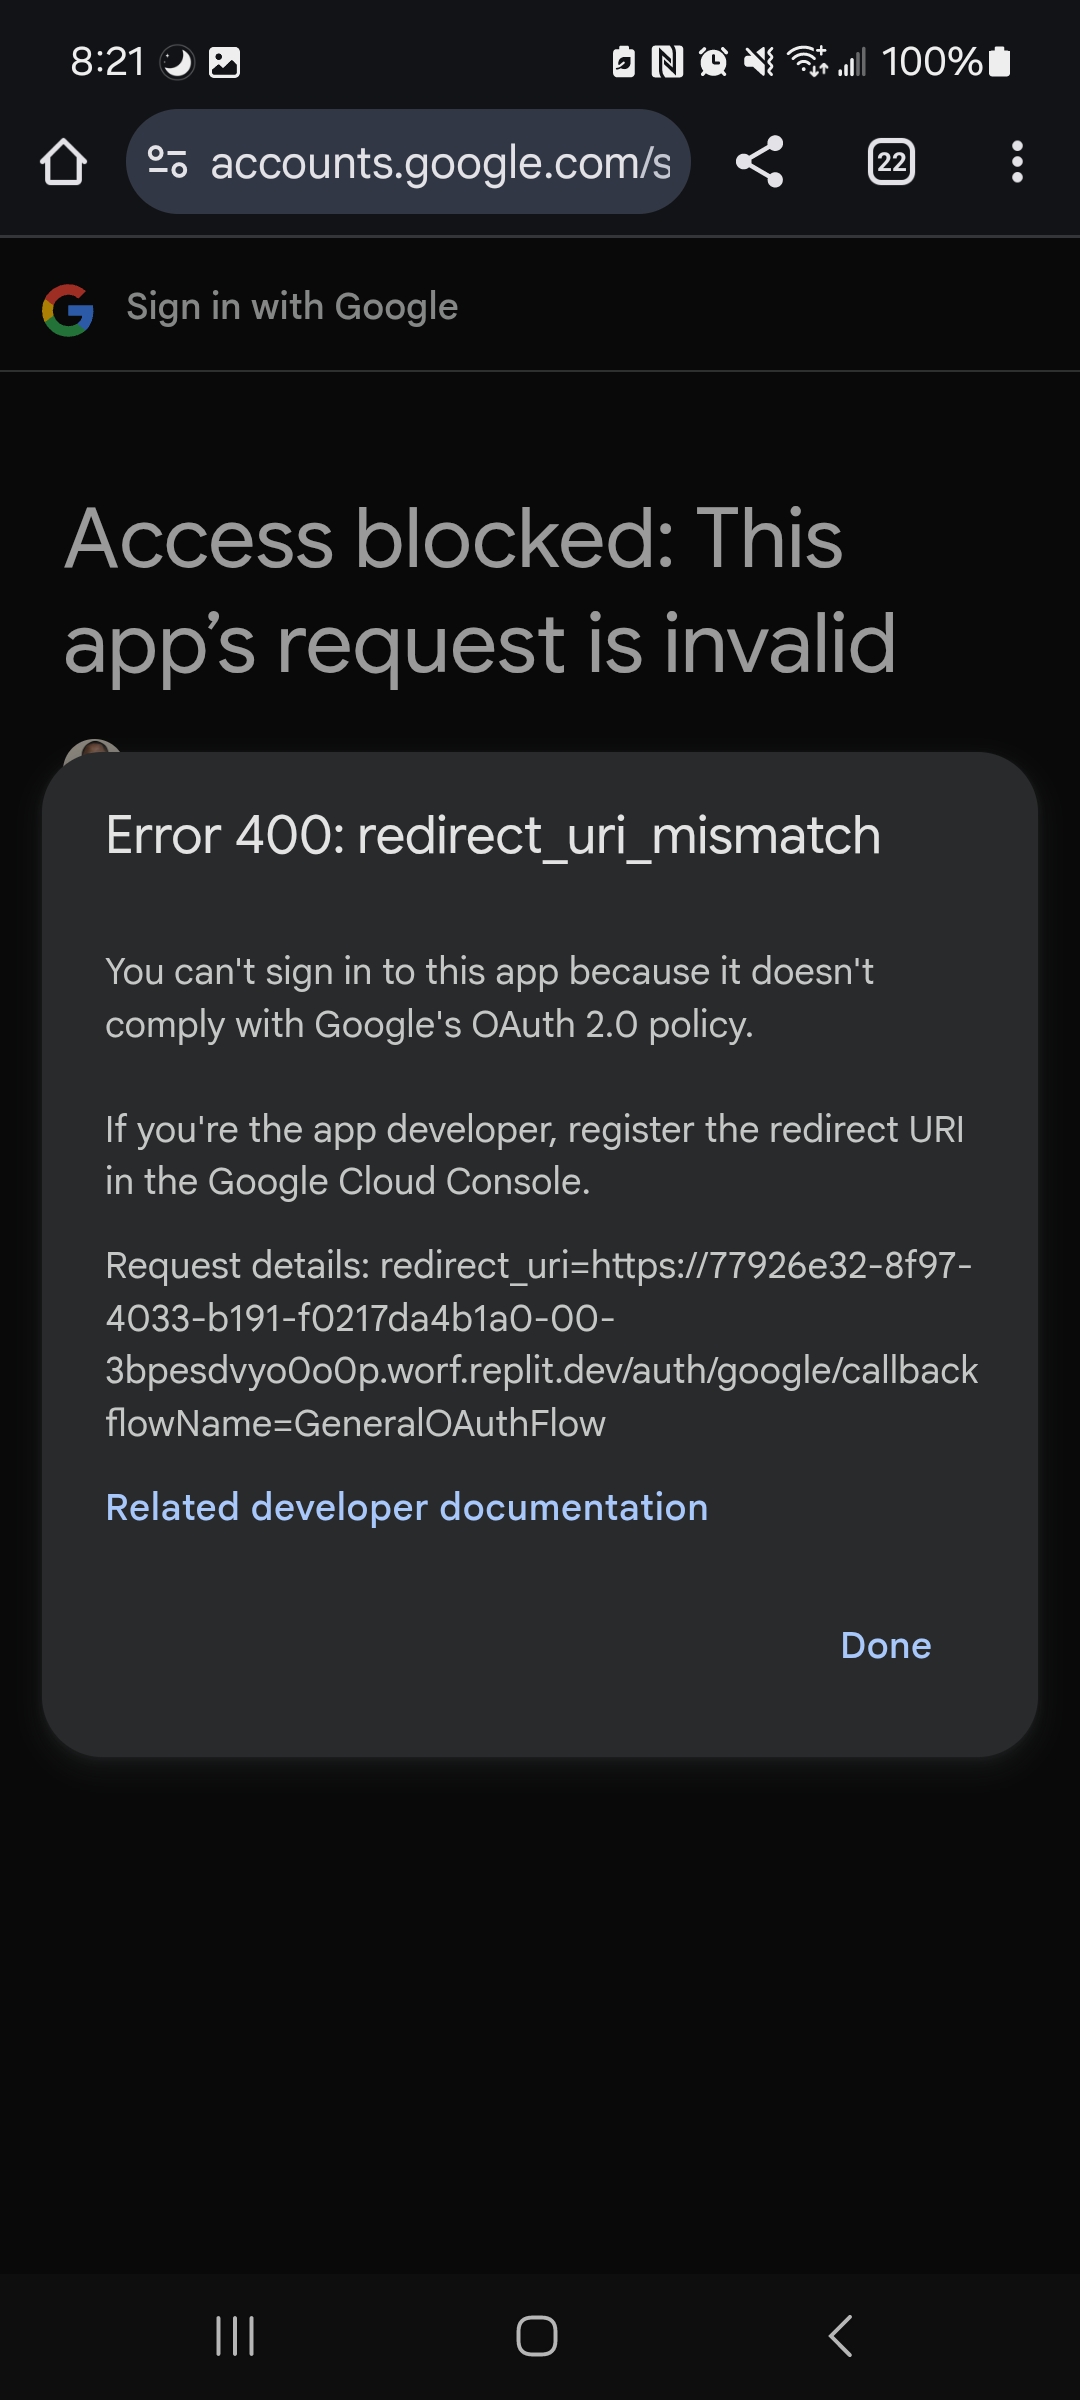 8:21
100%
accounts.google.com/s
22
Sign in with Google
Access blocked: This
app’s request is invalid
Error 400: redirect_uri_mismatch
You can't sign in to this app because it doesn't
comply with Google's OAuth 2.0 policy.
If you're the app developer, register the redirect URI
in the Google Cloud Console.
Request details: redirect_uri=https://77926e32-8f97-
4033-b191-f0217da4b1a0-00-
3bpesdvyo0o0p.worf.replit.dev/auth/google/callback
flowName=GeneralOAuthFlow
Related developer documentation
Done